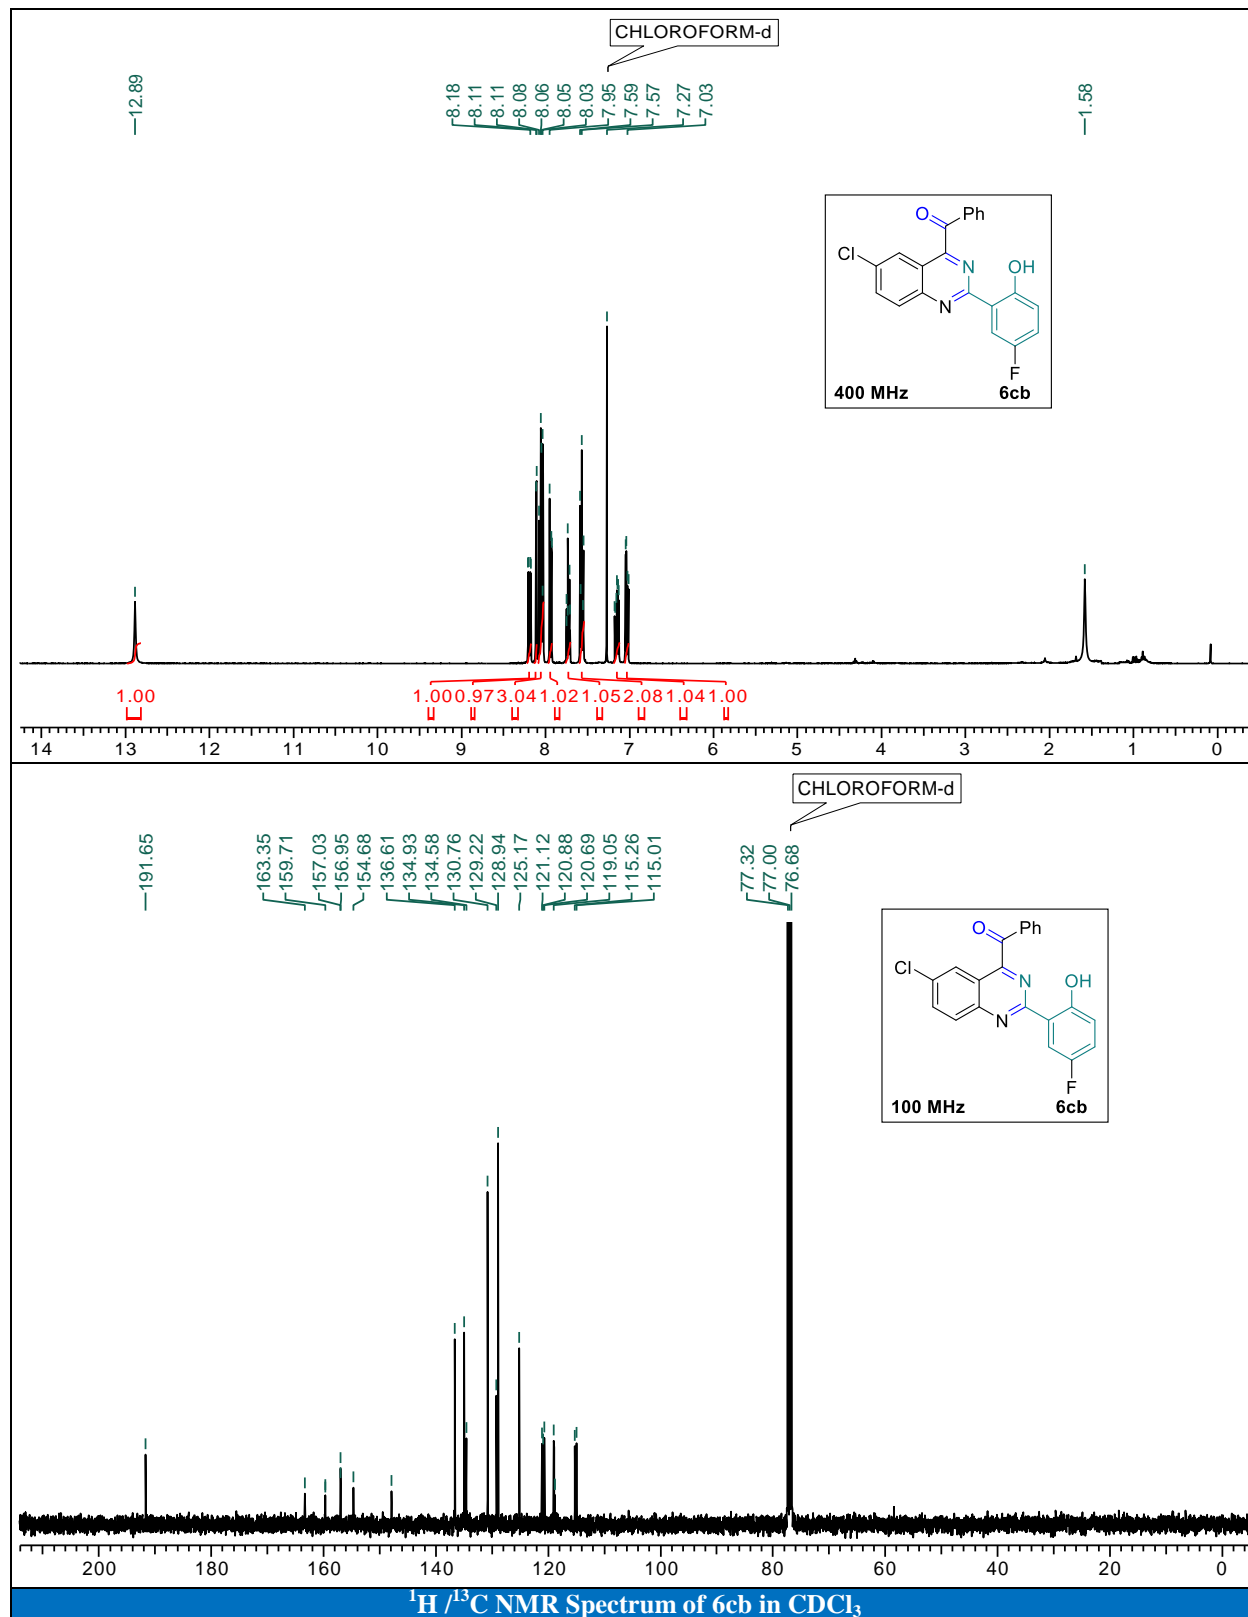 CHLOROFORM-d
12.89
8.18
8.11
8.11
8.08
8.06
8.05
8.03
7.95
7.59
7.57
7.27
7.03
1.58
O
Ph
Cl
N
OH
N
F
400 MHz 6cb
1.00 1.00 0.97 3.04 1.02 1.05 2.08 1.04 1.00
14 13 12 11 10 9 8 7 6 5 4 3 2 1 0
CHLOROFORM-d
191.65
163.35
159.71
157.03
156.95
154.68
136.61
134.93
134.58
130.76
129.22
128.94
125.17
121.12
120.88
120.69
119.05
115.26
115.01
77.32
77.00
76.68
O
Ph
Cl
N
OH
N
F
100 MHz 6cb
200 180 160 140 120 100 80 60 40 20 0
¹H /¹³C NMR Spectrum of 6cb in CDCl₃